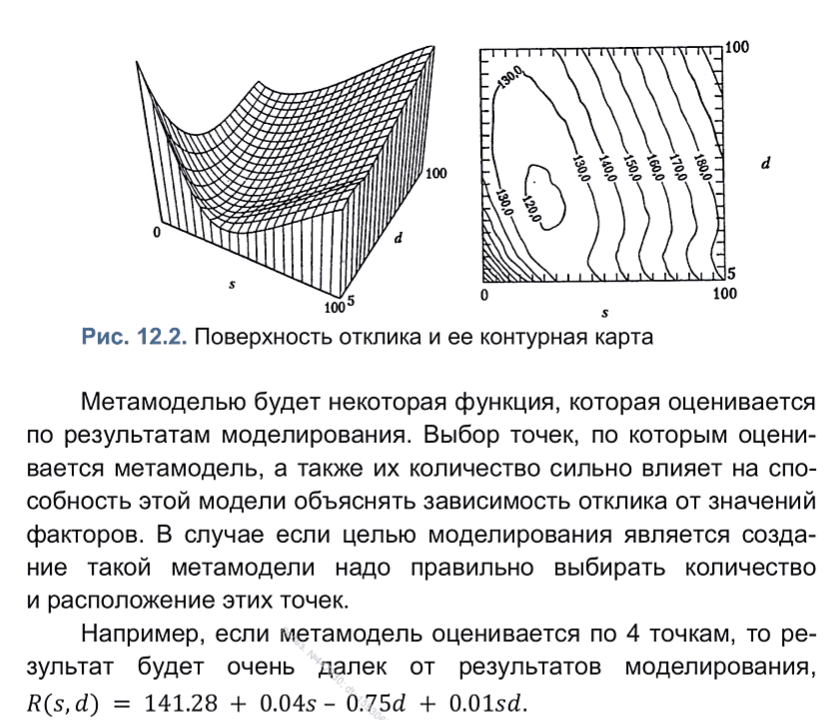 100
130,0
130,0
140,0
150,0
160,0
170,0
180,0
d
120,0
130,0
100
0
d
s
100
5
5
0
100
s
Рис. 12.2. Поверхность отклика и ее контурная карта
Метамоделью будет некоторая функция, которая оценивается
по результатам моделирования. Выбор точек, по которым оцени-
вается метамодель, а также их количество сильно влияет на спо-
собность этой модели объяснять зависимость отклика от значений
факторов. В случае если целью моделирования является созда-
ние такой метамодели надо правильно выбирать количество
и расположение этих точек.
Например, если метамодель оценивается по 4 точкам, то ре-
зультат будет очень далек от результатов моделирования,
R(s,d) = 141.28 + 0.04s – 0.75d + 0.01sd.